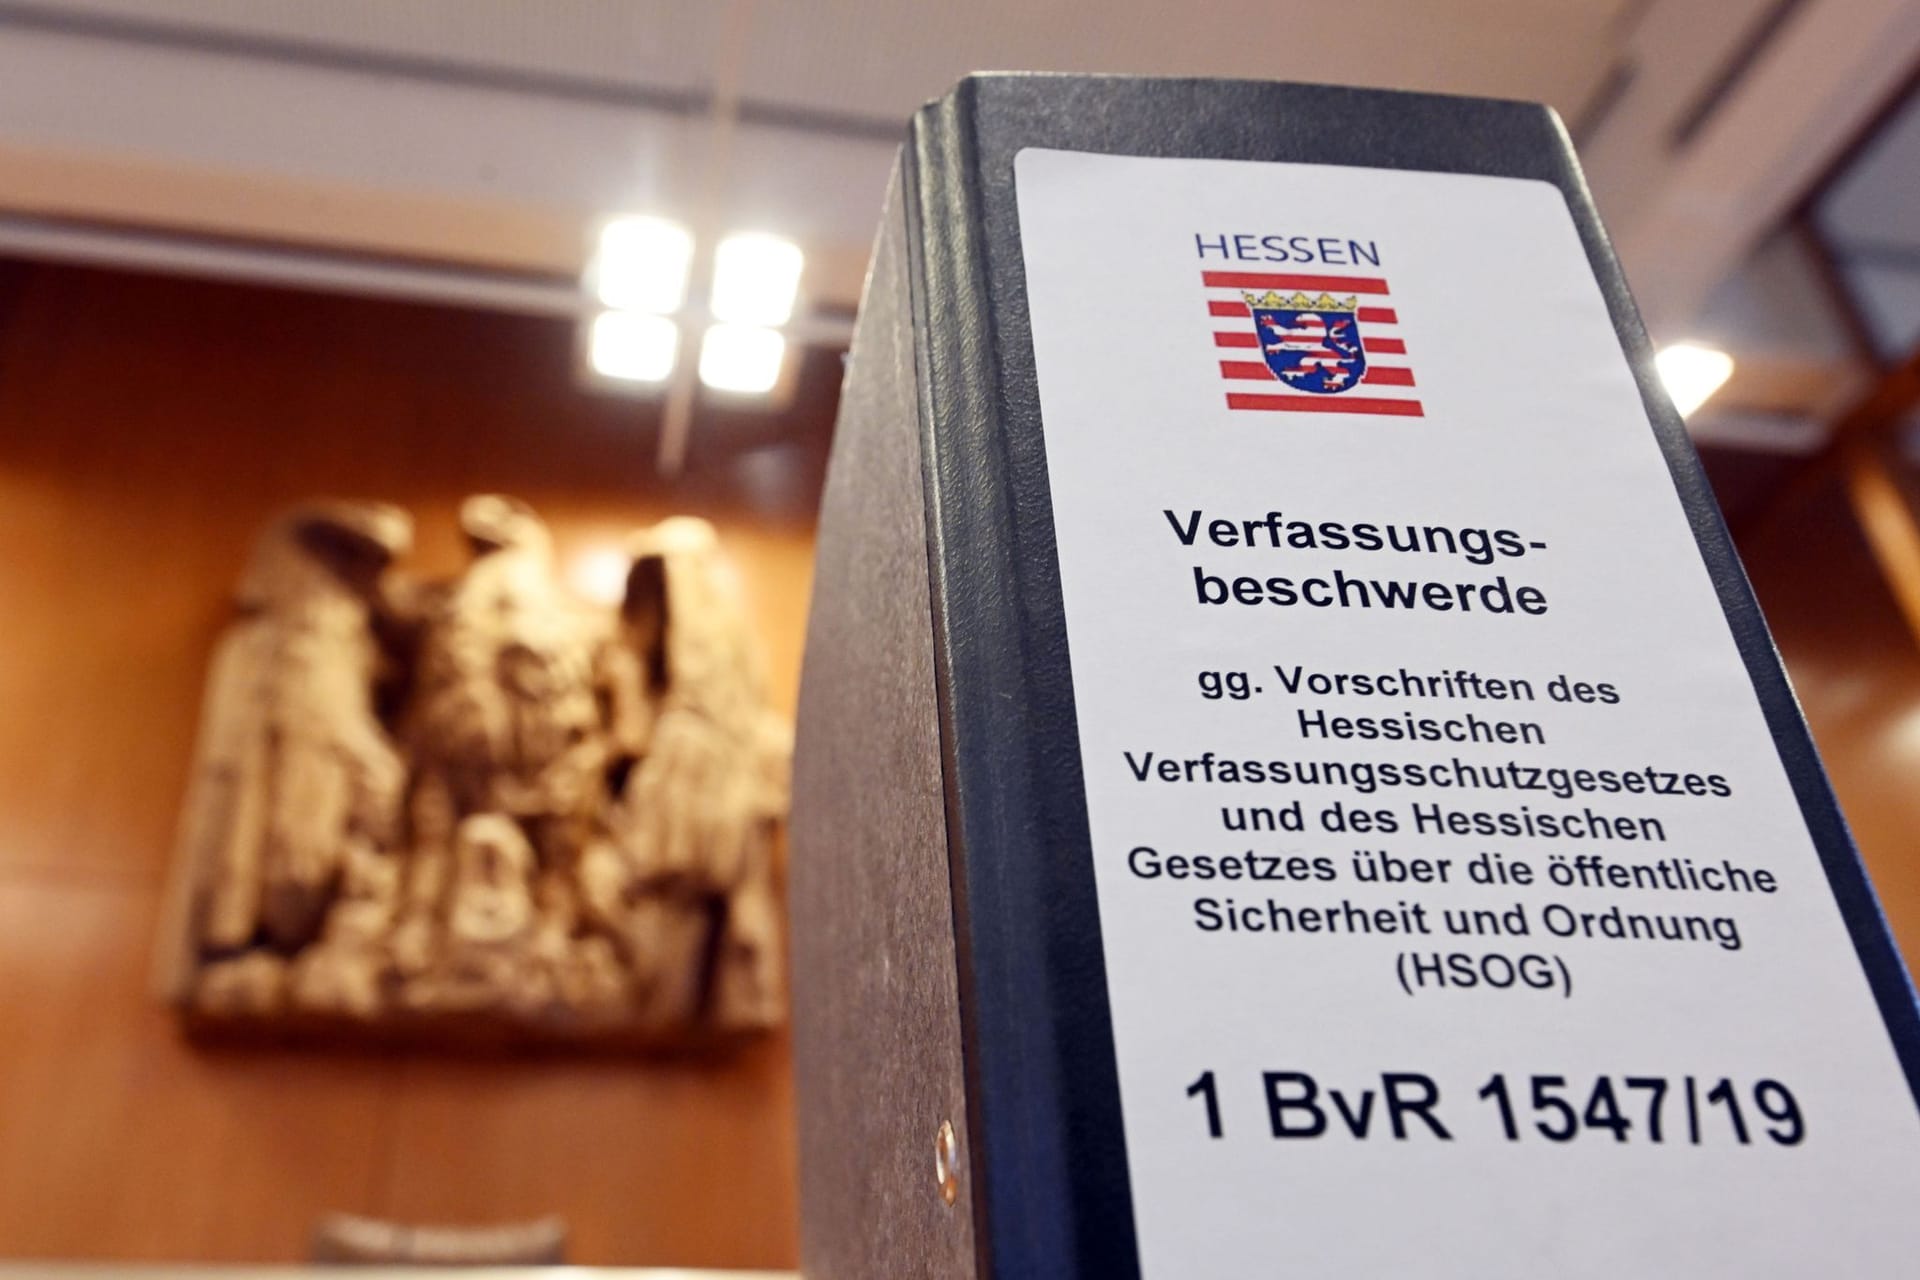 HESSEN
Verfassungs-
beschwerde
gg. Vorschriften des
Hessischen
Verfassungsschutzgesetzes
und des Hessischen
Gesetzes über die öffentliche
Sicherheit und Ordnung
(HSOG)
1 BvR 1547/19